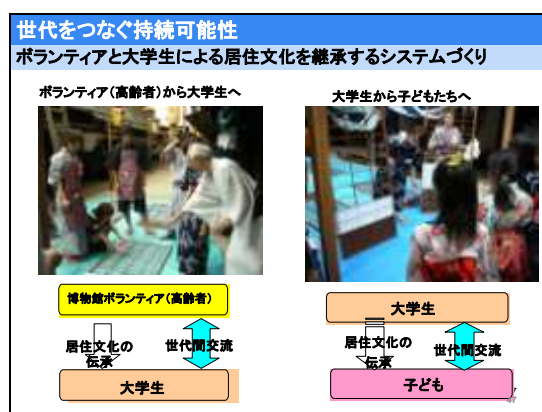 世代をつなぐ持続可能性
ボランティアと大学生による居住文化を継承するシステムづくり
ボランティア(高齢者)から大学生へ
大学生から子どもたちへ
博物館ボランティア(高齢者)
居住文化の
伝承
世代間交流
大学生
大学生
居住文化の
伝承
世代間交流
子ども